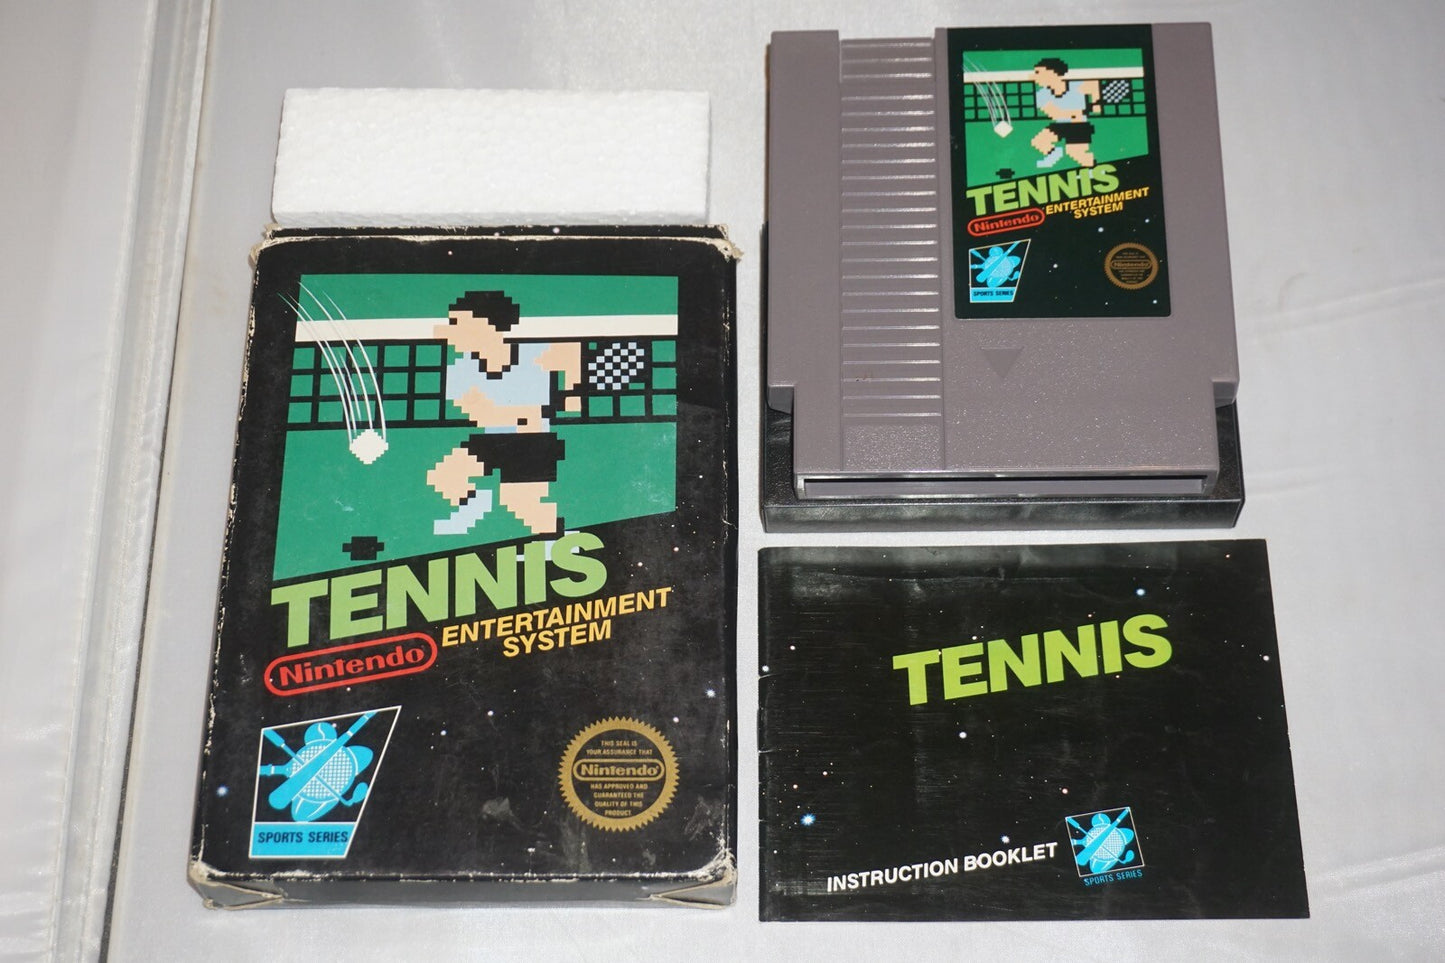 TENNIS
Nintendo
ENTERTAINMENT
SYSTEM
SPORTS SERIES
THIS SEAL IS
YOUR ASSURANCE THAT
Nintendo
HAS APPROVED AND
GUARANTEED THE
QUALITY OF THIS
PRODUCT
TENNIS
Nintendo
ENTERTAINMENT
SYSTEM
SPORTS SERIES
Nintendo
TENNIS
INSTRUCTION BOOKLET
SPORTS SERIES